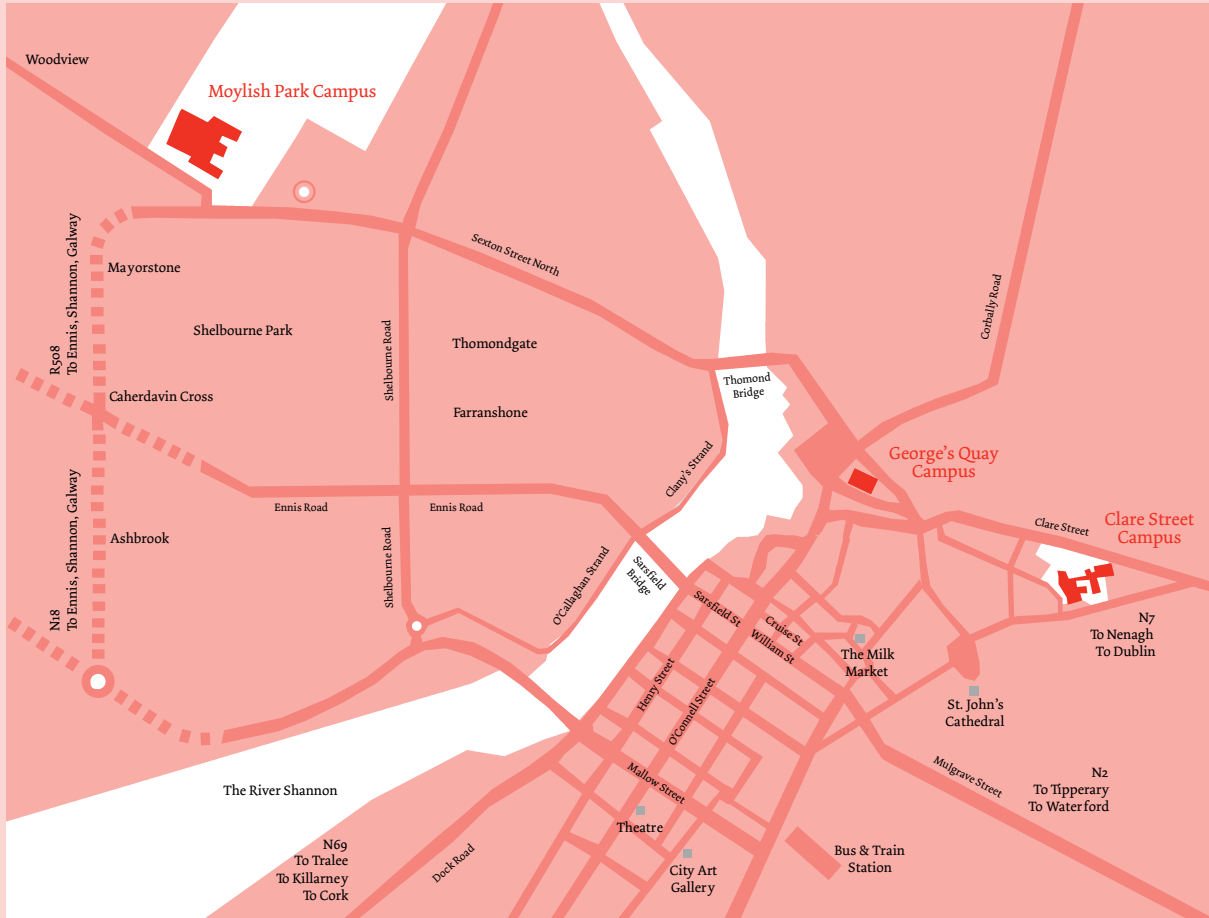 Woodview
Moylish Park Campus
Sexton Street North
R508
To Ennis, Shannon, Galway
Mayorstone
Shelbourne Park
Shelbourne Road
Thomondgate
Corbally Road
Thomond
Bridge
Caherdavin Cross
Farranshone
Clany's Strand
George's Quay
Campus
Ennis Road
Ennis Road
Clare Street
Clare Street
Campus
N18
To Ennis, Shannon, Galway
Ashbrook
Shelbourne Road
O'Callaghan Strand
Sarsfield
Bridge
Sarsfield St
Cruise St
William St
The Milk
Market
N7
To Nenagh
To Dublin
Henry Street
O'Connell Street
St. John's
Cathedral
The River Shannon
Mallow Street
Mulgrave Street
N2
To Tipperary
To Waterford
Theatre
N69
To Tralee
To Killarney
To Cork
Dock Road
City Art
Gallery
Bus & Train
Station